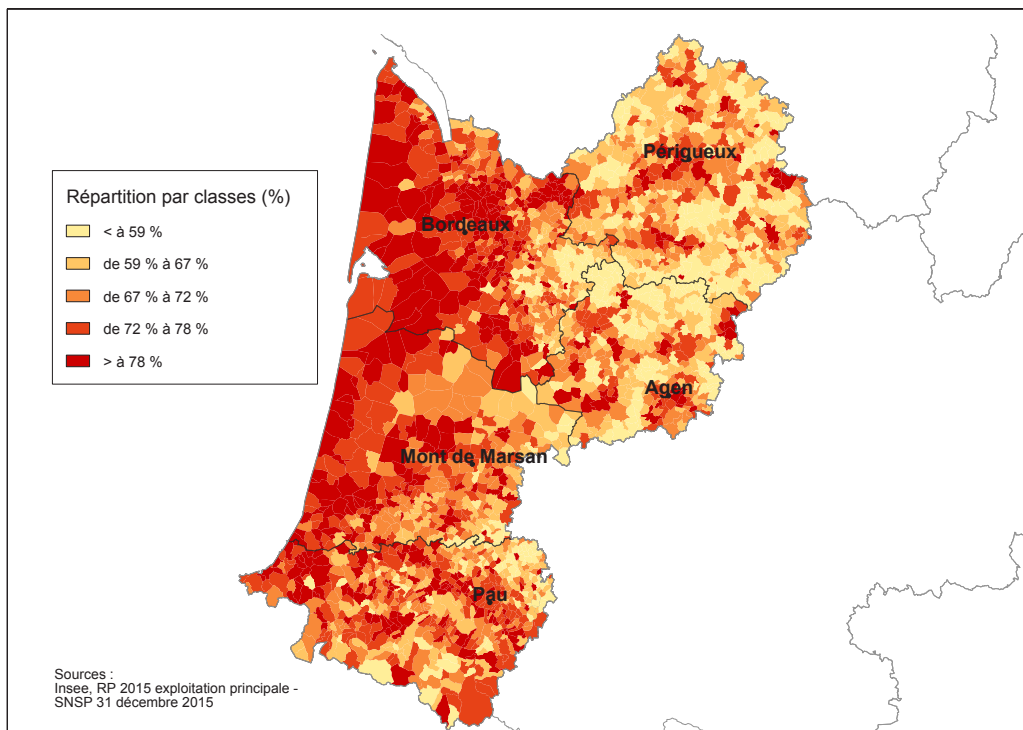 Périgueux
Répartition par classes (%)
< à 59 %
de 59 % à 67 %
de 67 % à 72 %
de 72 % à 78 %
> à 78 %
Bordeaux
Agen
Mont de Marsan
Pau
Sources :
Insee, RP 2015 exploitation principale -
SNSP 31 décembre 2015